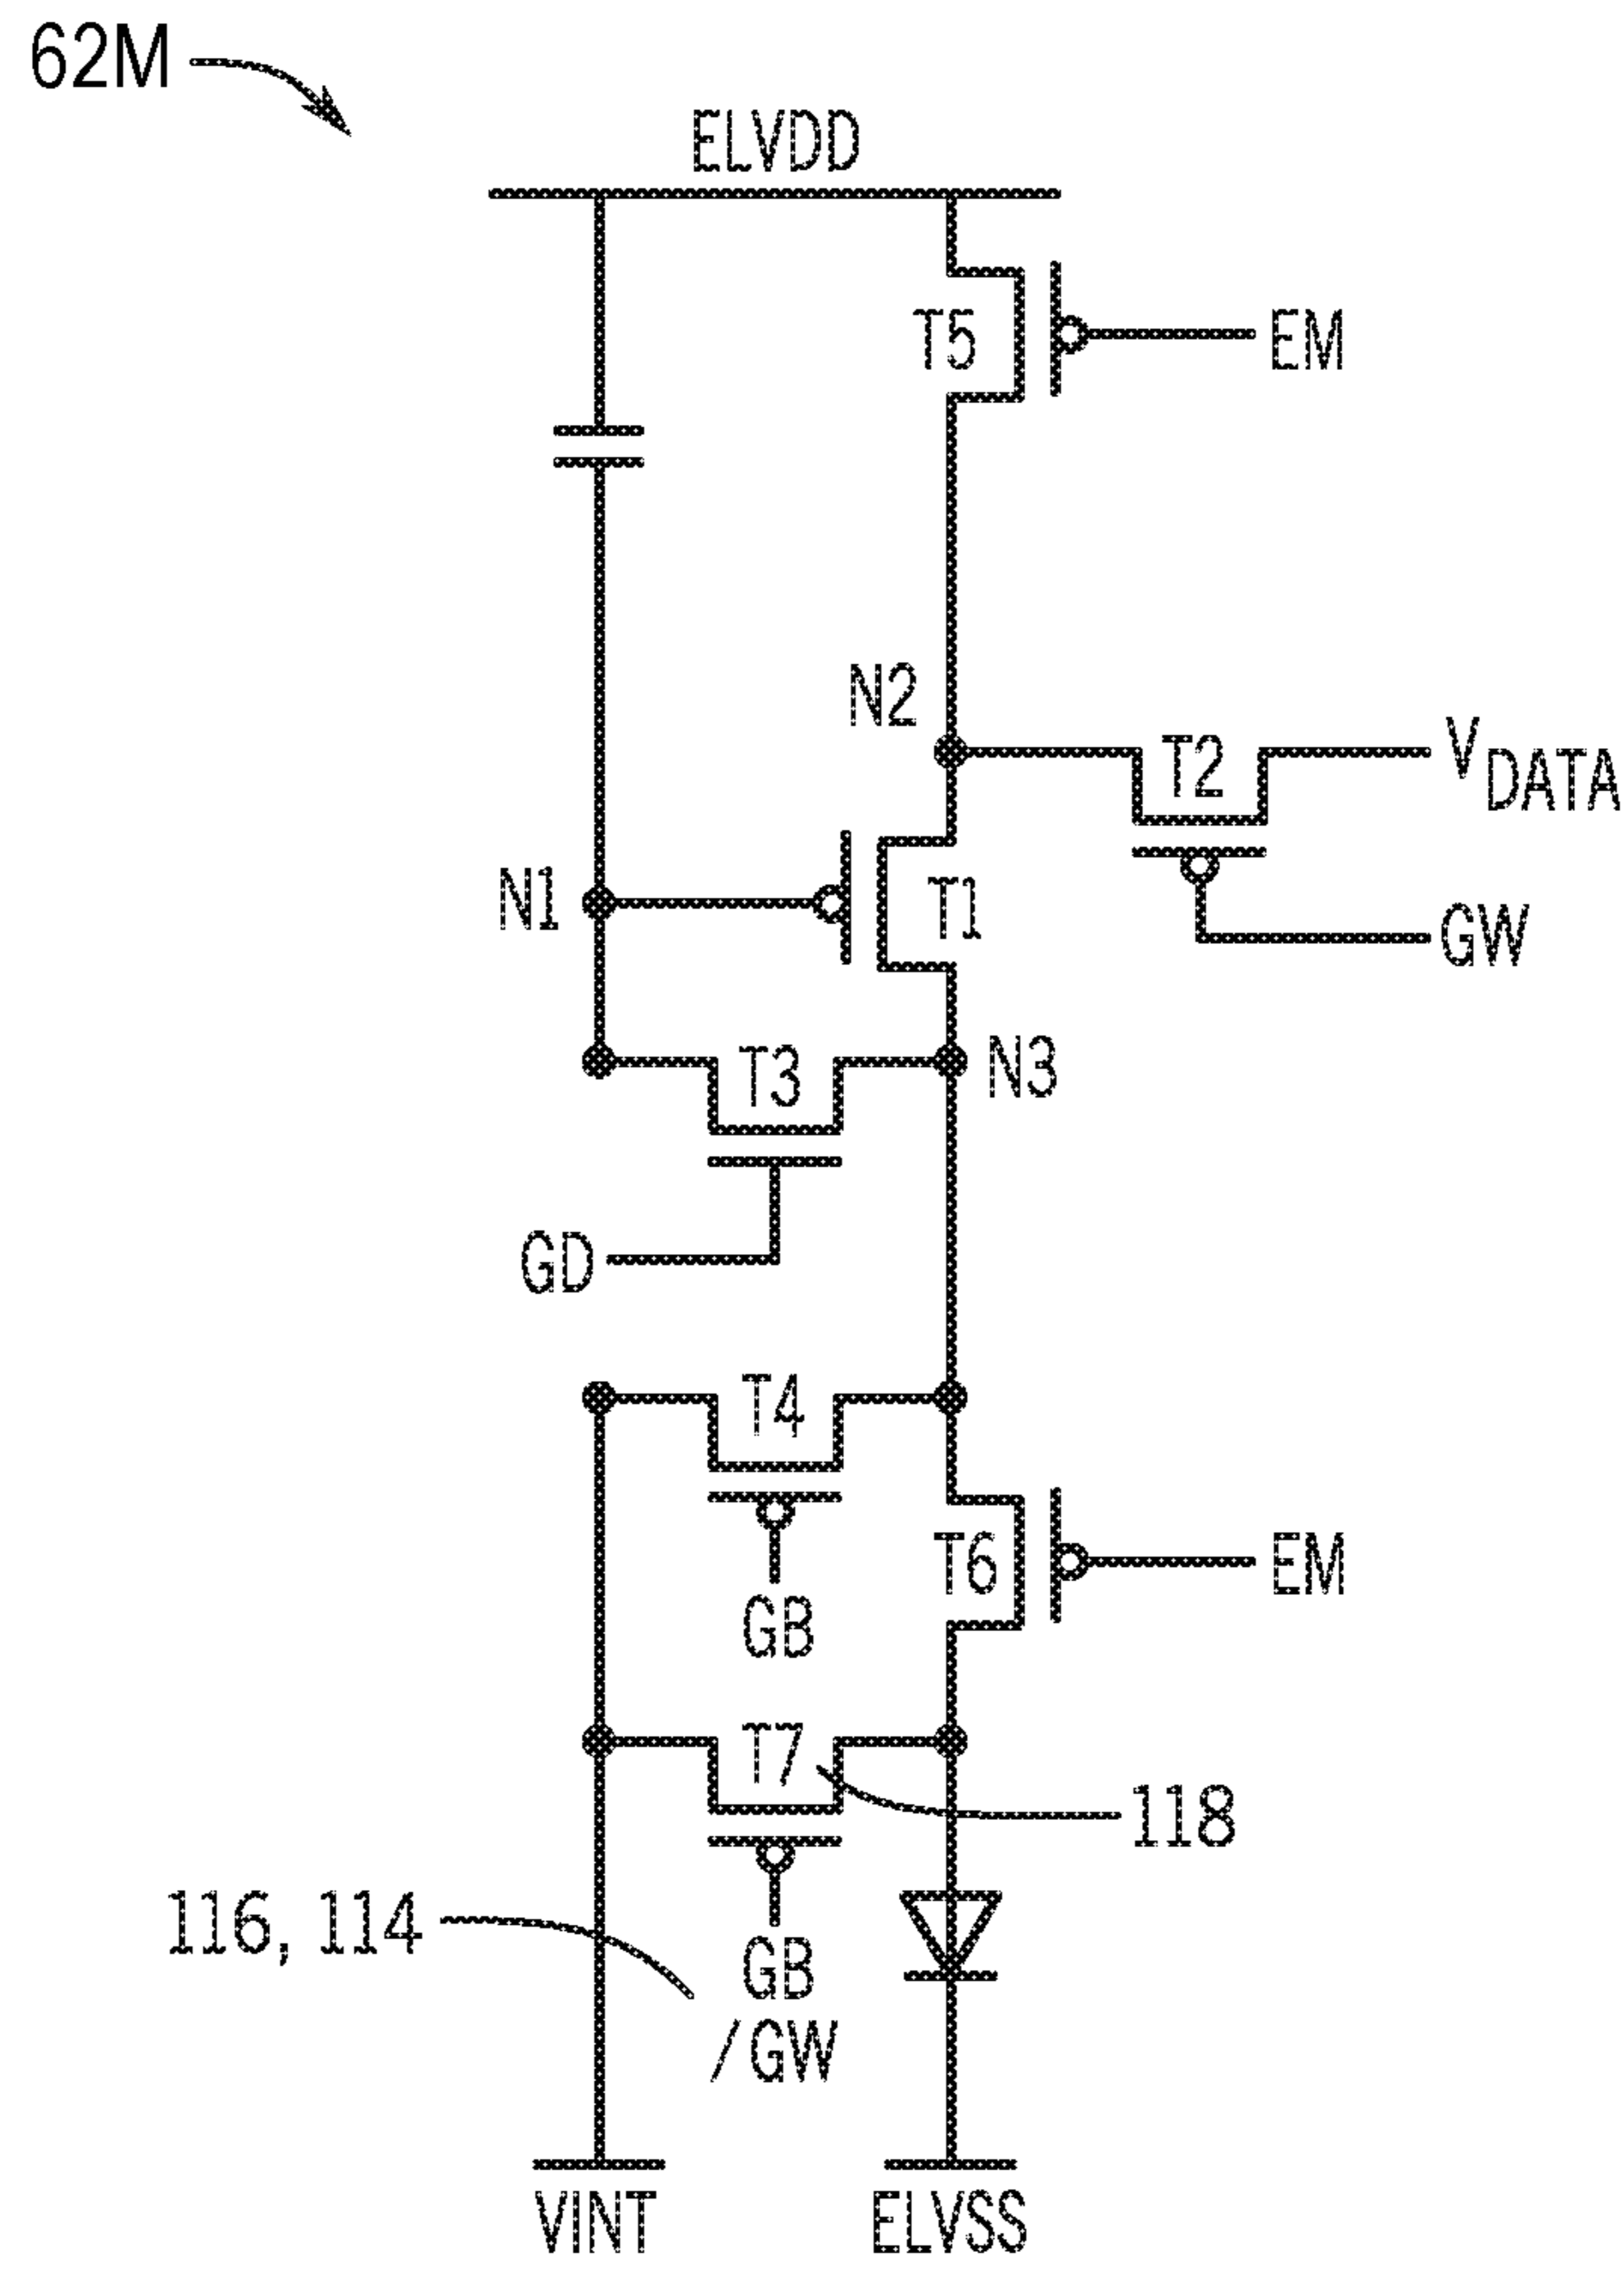 62M
ELVDD
T5
EM
N2
T2
VDATA
N1
T1
GW
T3
N3
GD
T4
T6
EM
GB
T7
118
116, 114
GB
/GW
VINT
ELVSS